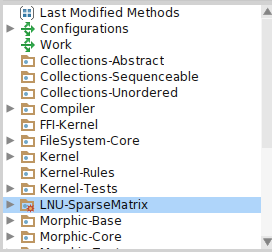 Last Modified Methods
Configurations
Work
Collections-Abstract
Collections-Sequenceable
Collections-Unordered
Compiler
FFI-Kernel
FileSystem-Core
Kernel
Kernel-Rules
Kernel-Tests
LNU-SparseMatrix
Morphic-Base
Morphic-Core